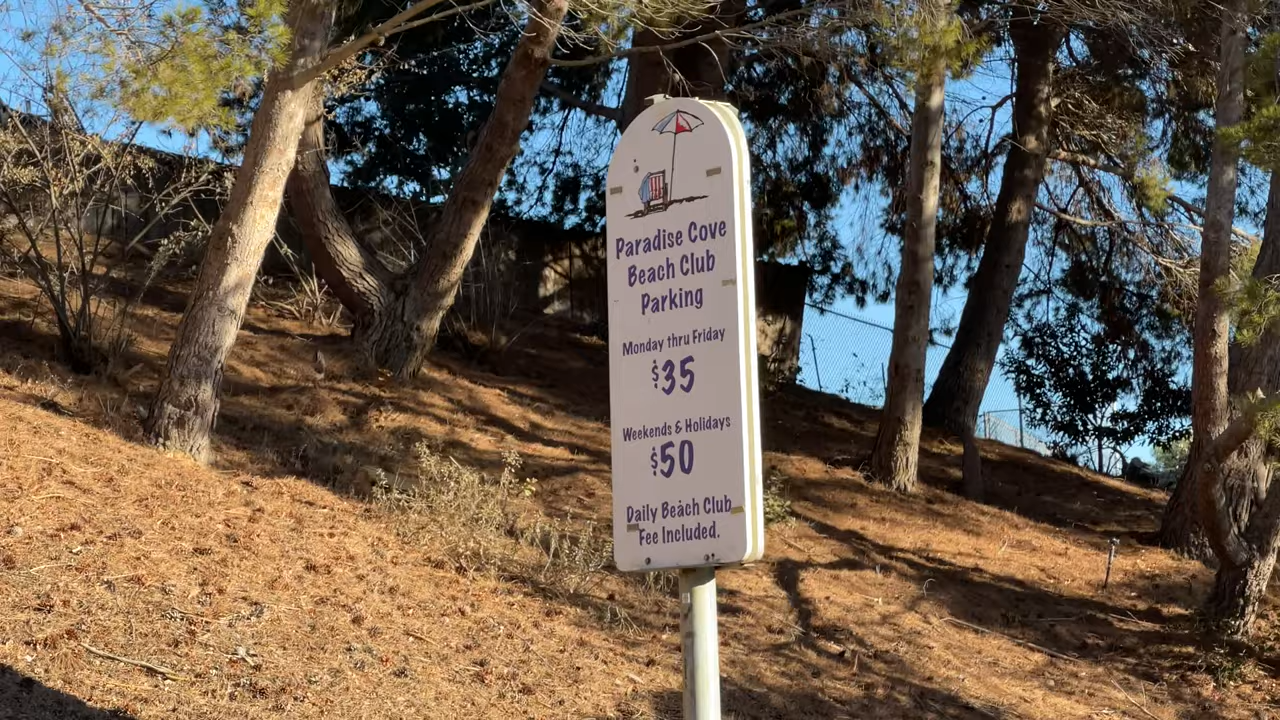 Paradise Cove
Beach Club
Parking
Monday thru Friday
$35
Weekends & Holidays
$50
Daily Beach Club
Fee Included.